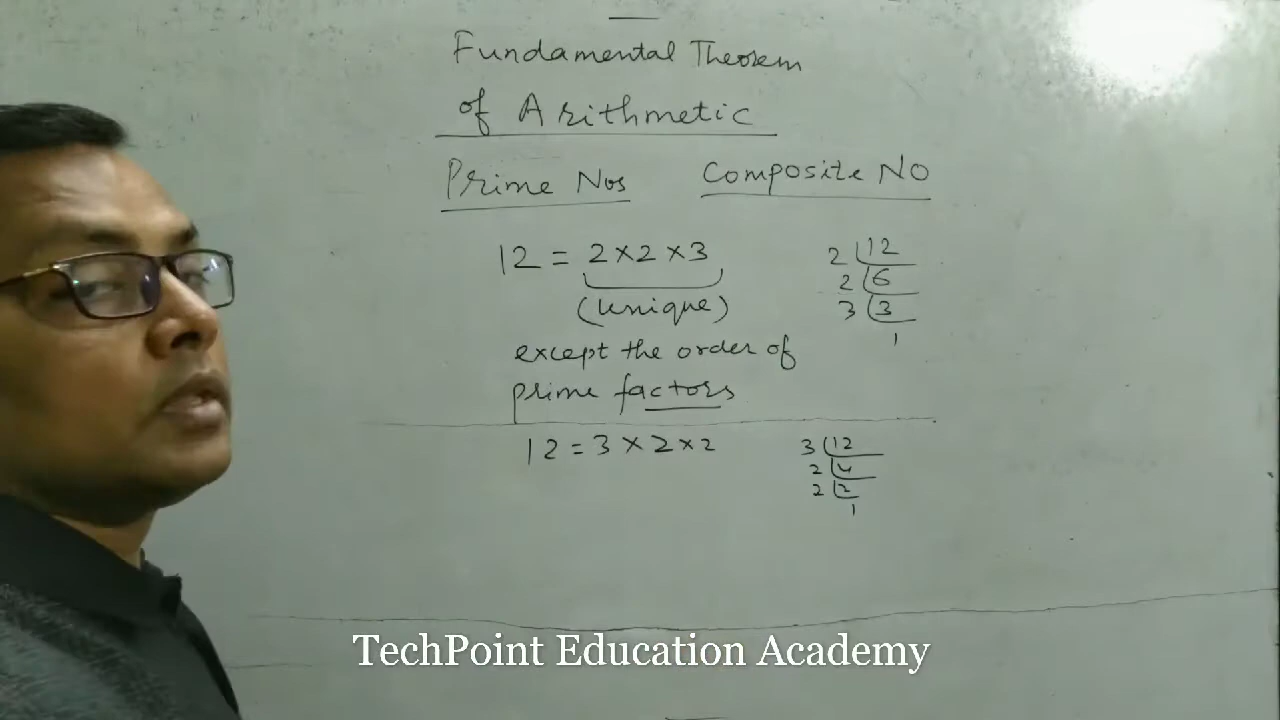 Fundamental Theorem
of Arithmetic
Prime Nos Composite NO
12 = 2 × 2 × 3
(Unique)
except the order of
prime factors
2 12
2 6
3 3
1
12 = 3 × 2 × 2
3 12
2 4
2 2
1
TechPoint Education Academy